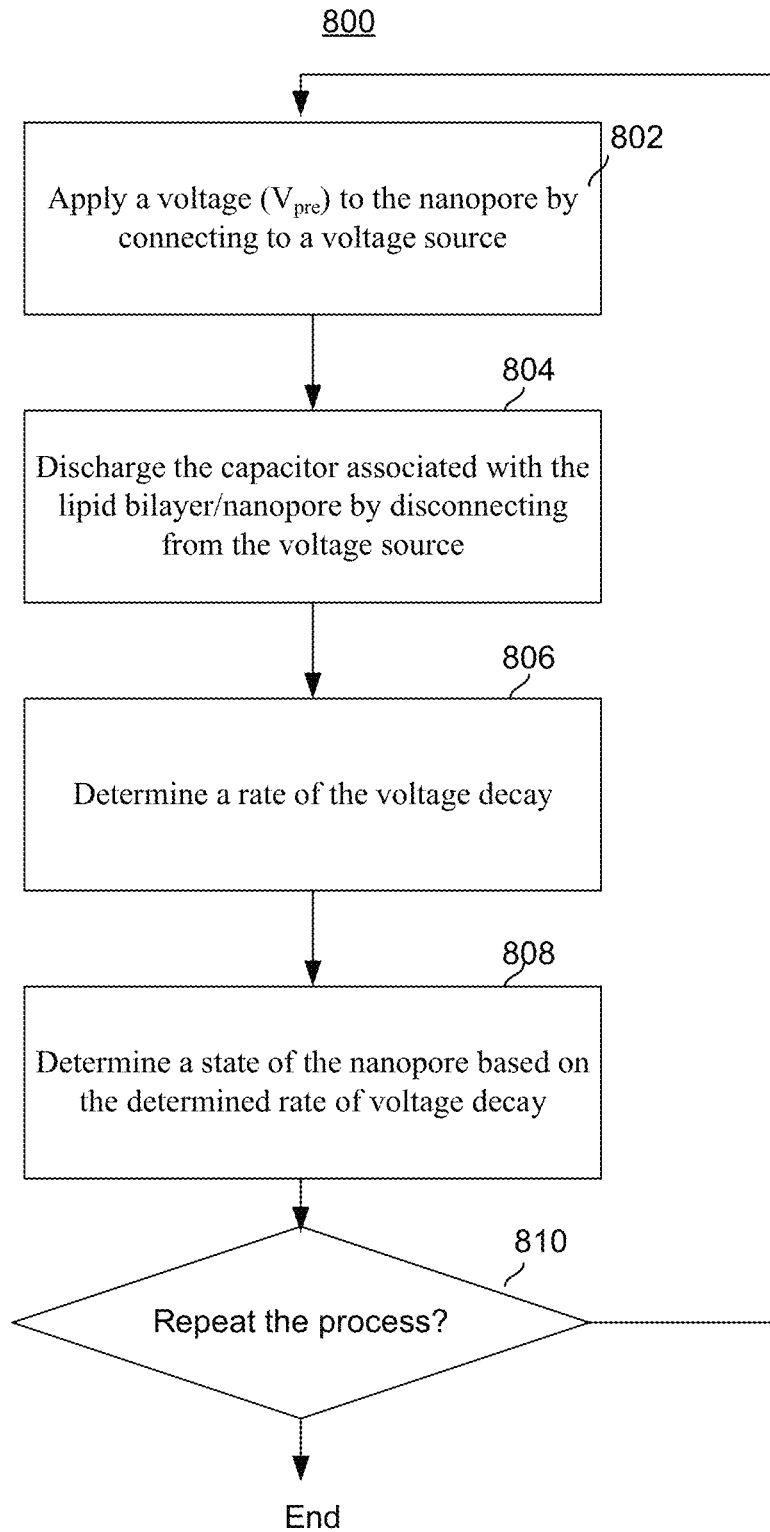 800
802
Apply a voltage (Vpre) to the nanopore by
connecting to a voltage source
804
Discharge the capacitor associated with the
lipid bilayer/nanopore by disconnecting
from the voltage source
806
Determine a rate of the voltage decay
808
Determine a state of the nanopore based on
the determined rate of voltage decay
810
Repeat the process?
End